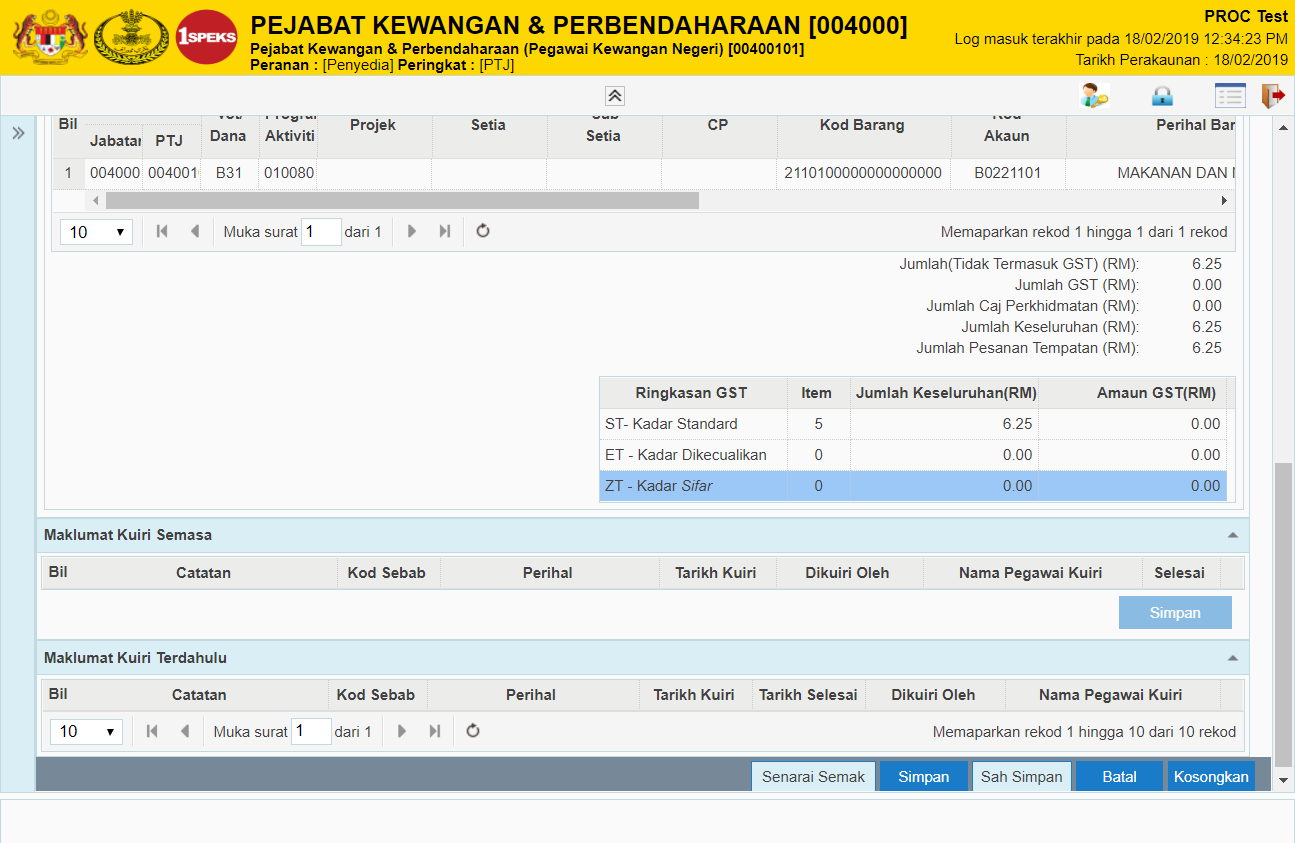 1SPEKS
PEJABAT KEWANGAN & PERBENDAHARAAN [004000]
Pejabat Kewangan & Perbendaharaan (Pegawai Kewangan Negeri) [00400101]
Peranan : [Penyedia] Peringkat : [PTJ]
PROC Test
Log masuk terakhir pada 18/02/2019 12:34:23 PM
Tarikh Perakaunan : 18/02/2019
Bil Jabatan PTJ Dana Aktiviti Projek Setia Sub Setia CP Kod Barang Kod Akaun Perihal Bar
1 004000 004001 B31 010080 2110100000000000000 B0221101 MAKANAN DAN
10 Muka surat 1 dari 1 Memaparkan rekod 1 hingga 1 dari 1 rekod
Jumlah(Tidak Termasuk GST) (RM): 6.25
Jumlah GST (RM): 0.00
Jumlah Caj Perkhidmatan (RM): 0.00
Jumlah Keseluruhan (RM): 6.25
Jumlah Pesanan Tempatan (RM): 6.25
Ringkasan GST Item Jumlah Keseluruhan(RM) Amaun GST(RM)
ST- Kadar Standard 5 6.25 0.00
ET - Kadar Dikecualikan 0 0.00 0.00
ZT - Kadar Sifar 0 0.00 0.00
Maklumat Kuiri Semasa
Bil Catatan Kod Sebab Perihal Tarikh Kuiri Dikuiri Oleh Nama Pegawai Kuiri Selesai
Simpan
Maklumat Kuiri Terdahulu
Bil Catatan Kod Sebab Perihal Tarikh Kuiri Tarikh Selesai Dikuiri Oleh Nama Pegawai Kuiri
10 Muka surat 1 dari 1 Memaparkan rekod 1 hingga 10 dari 10 rekod
Senarai Semak Simpan Sah Simpan Batal Kosongkan